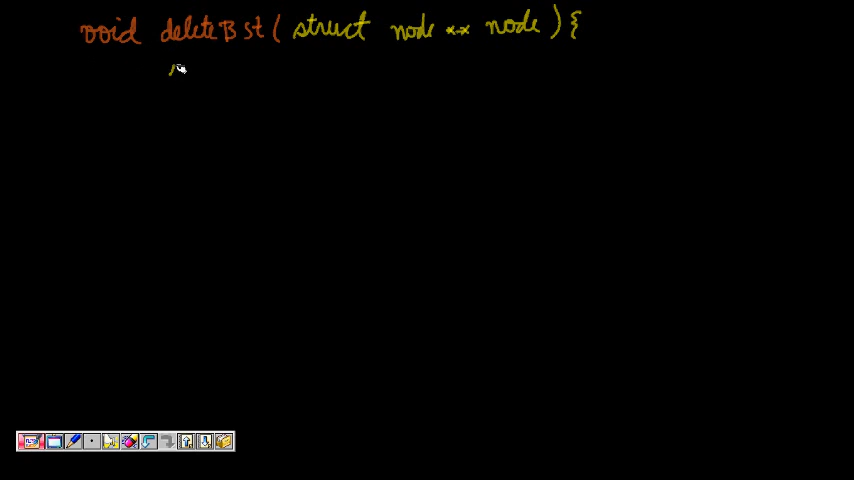 void deleteBst( struct node ** node ) {